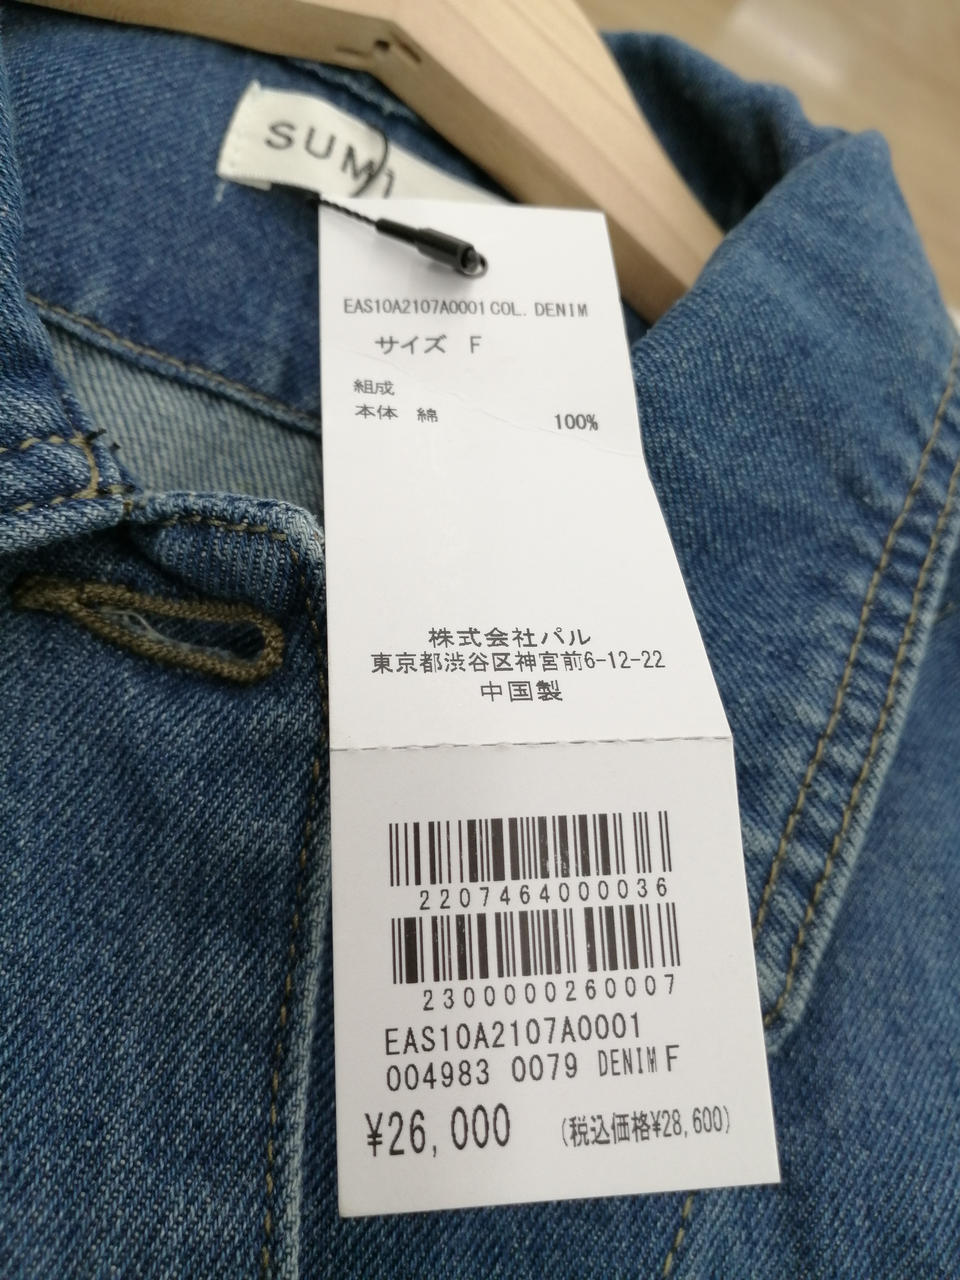 EAS10A2107A0001 COL. DENIM
サイズ F
組成
本体 綿 100%
株式会社パル
東京都渋谷区神宮前6-12-22
中国製
2207464000036
2300000260007
EAS10A2107A0001
004983 0079 DENIM F
¥26,000 (税込価格¥28,600)